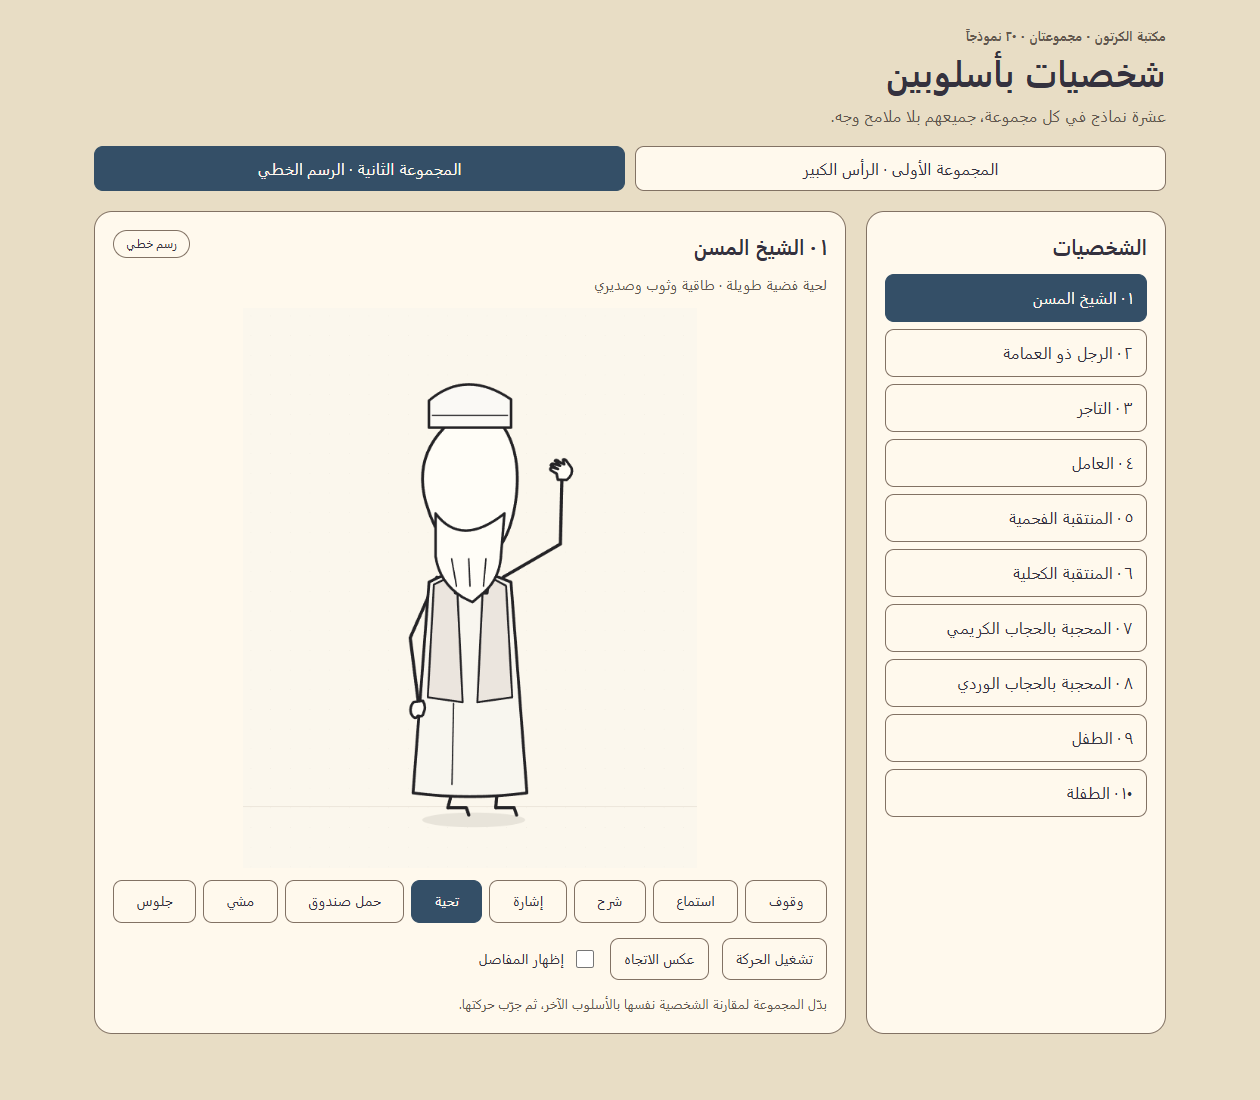 مكتبة الكرتون · مجموعتان · ٢٠ نموذجاً
شخصيات بأسلوبين
عشرة نماذج في كل مجموعة، جميعهم بلا ملامح وجه.
المجموعة الأولى · الرأس الكبير
المجموعة الثانية · الرسم الخطي
الشخصيات
٠١ الشيخ المسن
٠٢ الرجل ذو العمامة
٠٣ التاجر
٠٤ العامل
٠٥ المنتقبة الفحمية
٠٦ المنتقبة الكحلية
٠٧ المحجبة بالحجاب الكريمي
٠٨ المحجبة بالحجاب الوردي
٠٩ الطفل
٠١٠ الطفلة
٠١ الشيخ المسن
رسم خطي
لحية فضية طويلة · طاقية وثوب وصديري
وقوف
استماع
شرح
إشارة
تحية
حمل صندوق
مشي
جلوس
تشغيل الحركة
عكس الاتجاه
إظهار المفاصل
بدّل المجموعة لمقارنة الشخصية نفسها بالأسلوب الآخر، ثم جرّب حركتها.